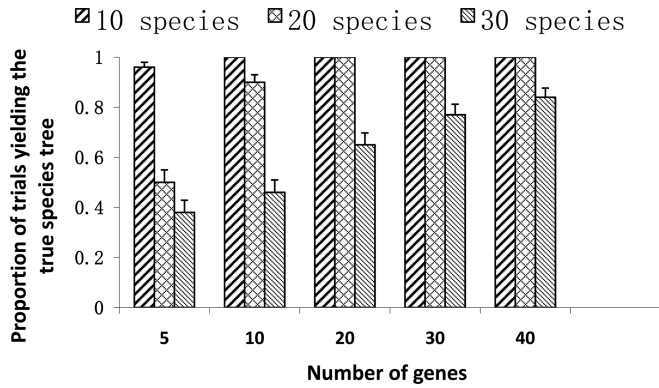 10 species 20 species 30 species
Proportion of trials yielding the
true species tree
1
0.8
0.6
0.4
0.2
0
5 10 20 30 40
Number of genes